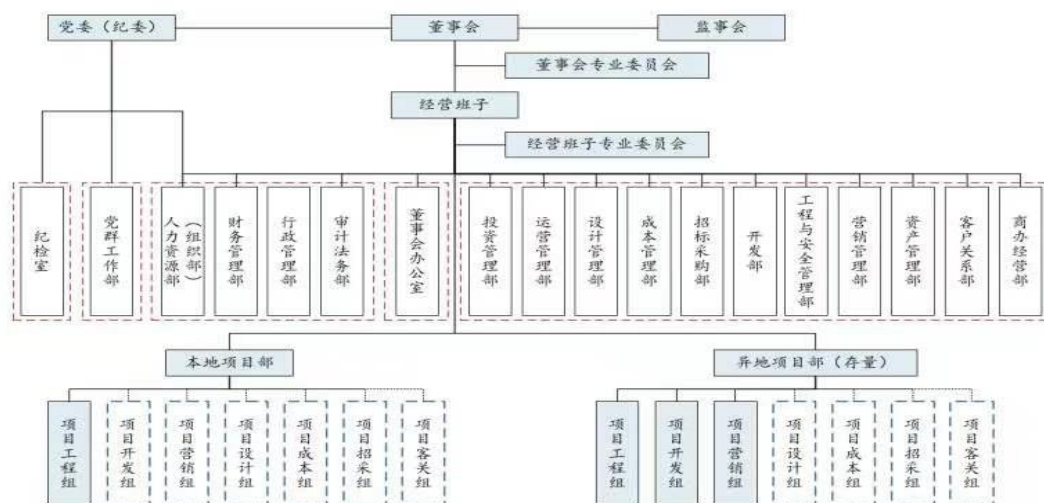 党委（纪委）
董事会
监事会
董事会专业委员会
经营班子
经营班子专业委员会
纪检室
党群工作部
人力资源部
（组织部）
财务管理部
行政管理部
审计法务部
董事会办公室
投资管理部
运营管理部
设计管理部
成本管理部
招标采购部
开发部
工程与安全管理部
营销管理部
资产管理部
客户关系部
商办经营部
本地项目部
异地项目部（存量）
项目工程组
项目开发组
项目营销组
项目设计组
项目成本组
项目招采组
项目客关组
项目工程组
项目开发组
项目营销组
项目设计组
项目成本组
项目招采组
项目客关组